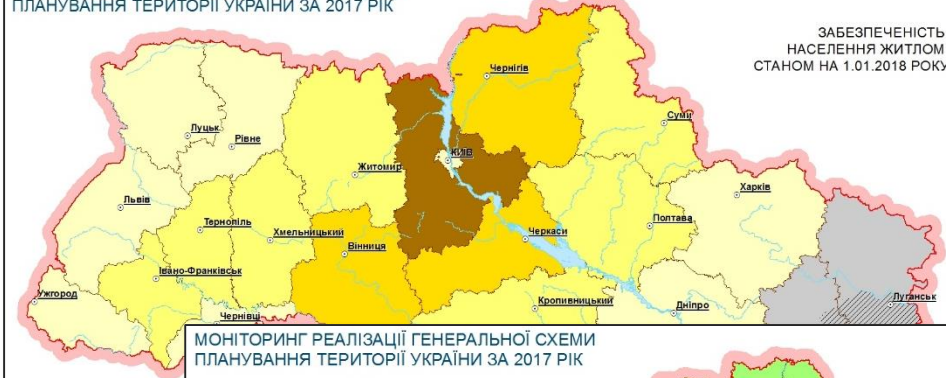 ПЛАНУВАННЯ ТЕРИТОРІЇ УКРАЇНИ ЗА 2017 РІК
ЗАБЕЗПЕЧЕНІСТЬ
НАСЕЛЕННЯ ЖИТЛОМ
СТАНОМ НА 1.01.2018 РОКУ
Чернігів
Суми
Луцьк
Рівне
КИЇВ
Житомир
Харків
Львів
Тернопіль
Хмельницький
Вінниця
Черкаси
Полтава
Івано-Франківськ
Ужгород
Чернівці
Кропивницький
Дніпро
Луганськ
МОНІТОРИНГ РЕАЛІЗАЦІЇ ГЕНЕРАЛЬНОЇ СХЕМИ
ПЛАНУВАННЯ ТЕРИТОРІЇ УКРАЇНИ ЗА 2017 РІК